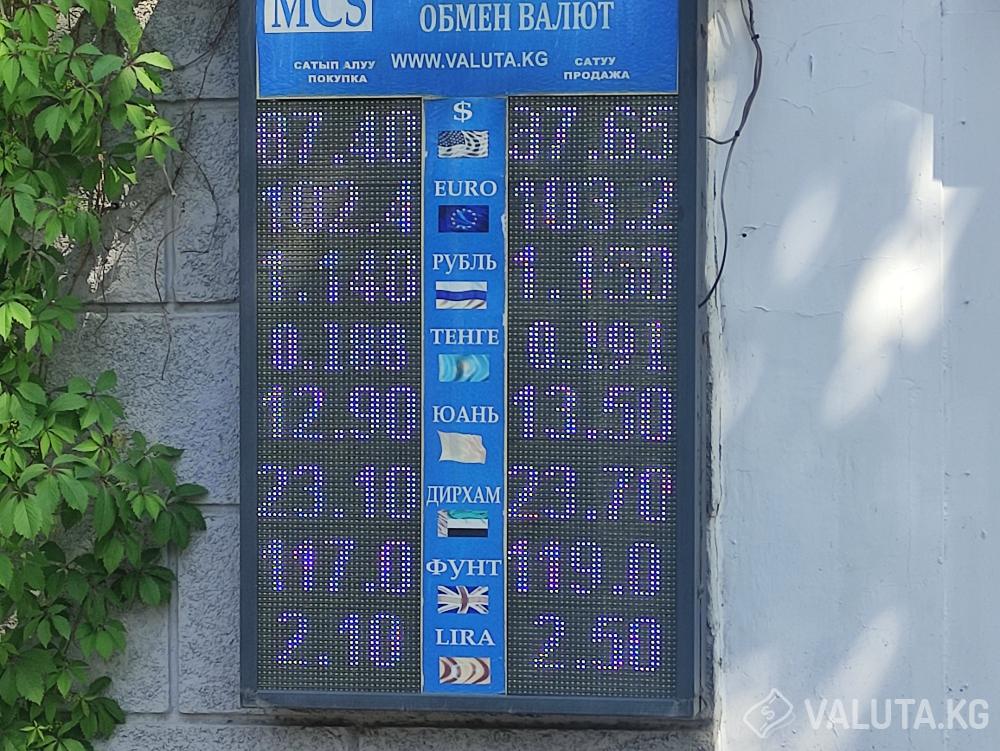 MCS
ОБМЕН ВАЛЮТ
САТЫП АЛУУ
ПОКУПКА
WWW.VALUTA.KG
САТУУ
ПРОДАЖА
87.40 $ 87.65
102.4 EURO 103.2
1.140 РУБЛЬ 1.150
ТЕНГЕ 0.191
12.90 ЮАНЬ 13.50
23.10 ДИРХАМ 23.70
117.0 ФУНТ 119.0
2.10 LIRA 2.50
VALUTA.KG